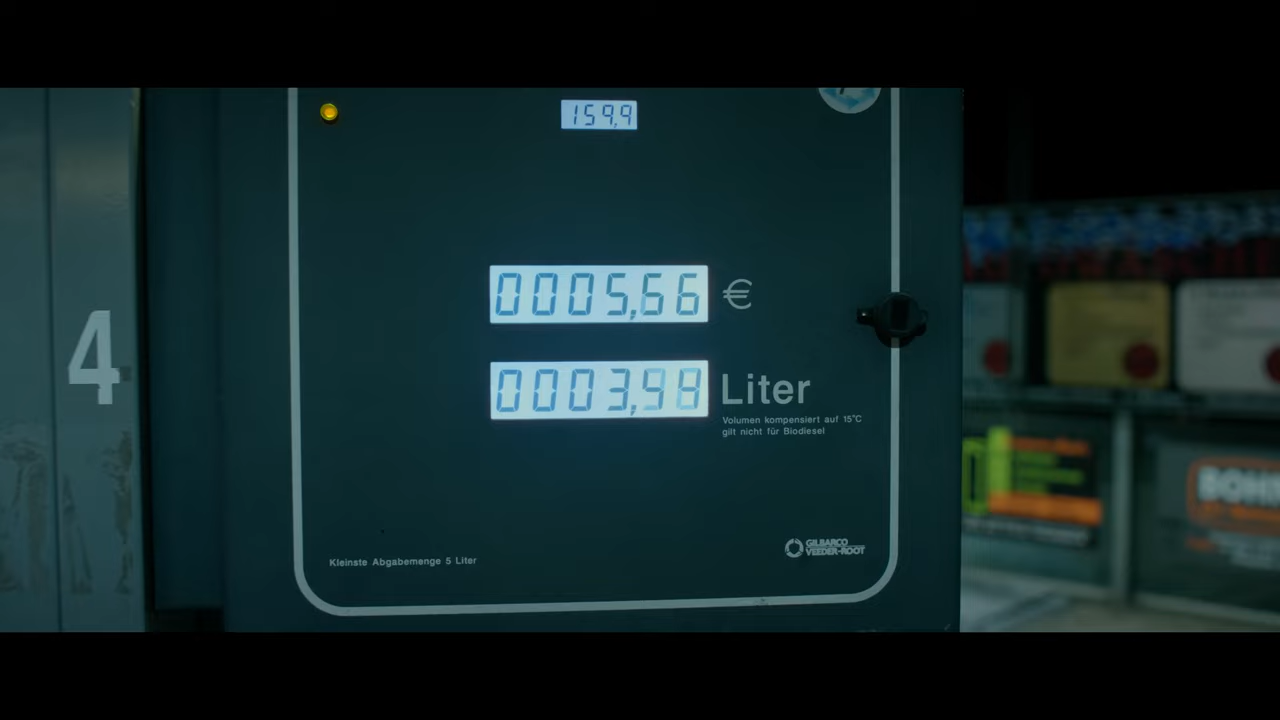 159,9
4
0005,66 €
0003,98 Liter
Volumen kompensiert auf 15°C
gilt nicht für Biodiesel
Kleinste Abgabemenge 5 Liter
GILBARCO
VEEDER-ROOT